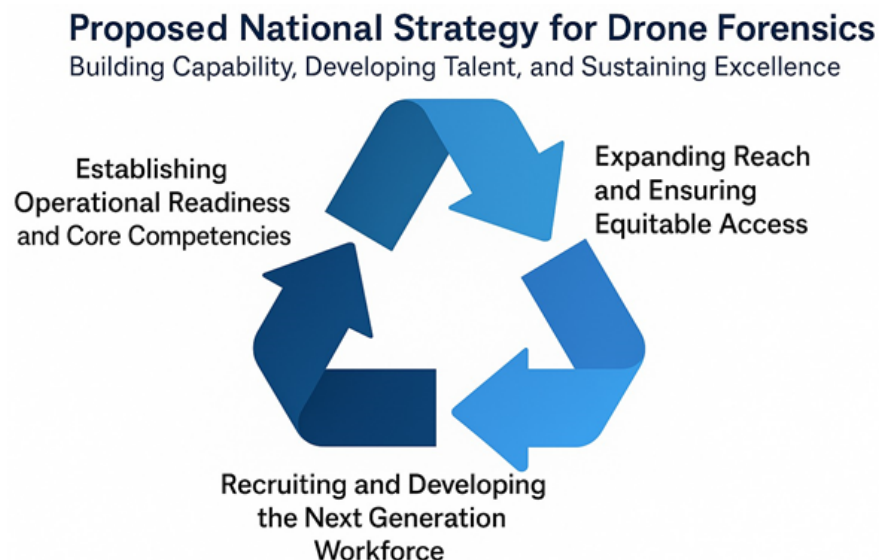 Proposed National Strategy for Drone Forensics
Building Capability, Developing Talent, and Sustaining Excellence
Establishing
Operational Readiness
and Core Competencies
Expanding Reach
and Ensuring
Equitable Access
Recruiting and Developing
the Next Generation
Workforce